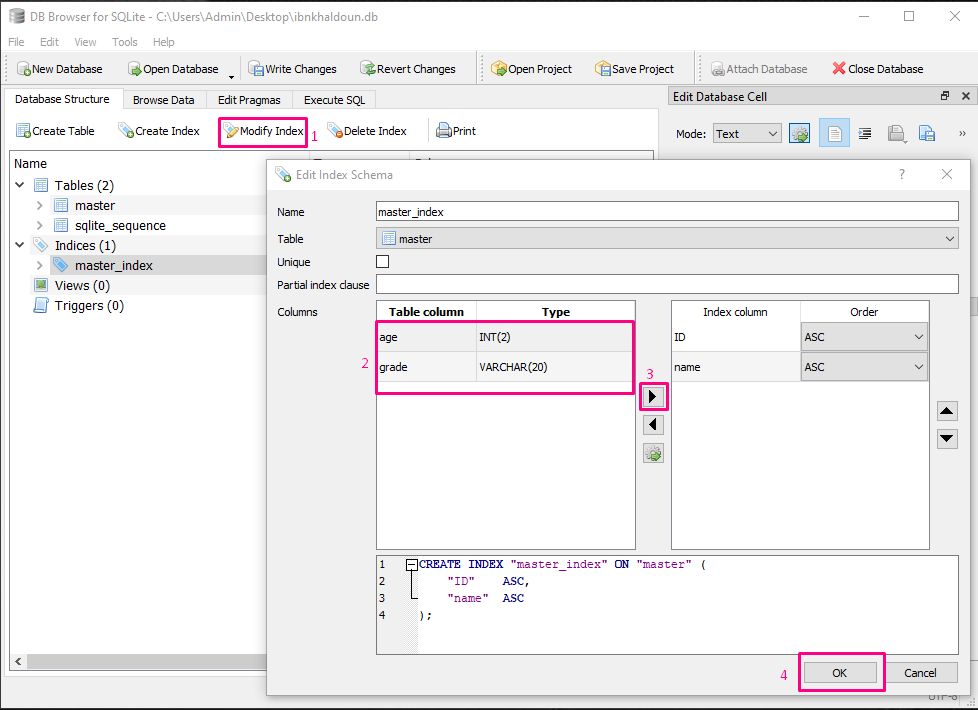 DB Browser for SQLite - C:\Users\Admin\Desktop\ibnkhaldoun.db
File Edit View Tools Help
New Database Open Database Write Changes Revert Changes Open Project Save Project Attach Database Close Database
Database Structure Browse Data Edit Pragmas Execute SQL
Edit Database Cell
Create Table Create Index Modify Index 1 Delete Index Print
Mode: Text »
Name
Tables (2)
master
sqlite_sequence
Indices (1)
master_index
Views (0)
Triggers (0)
Edit Index Schema ?
Name master_index
Table master
Unique
Partial index clause
Columns
Table column Type
age INT(2)
grade VARCHAR(20)
2
3
Index column Order
ID ASC
name ASC
1 CREATE INDEX "master_index" ON "master" (
2 "ID" ASC,
3 "name" ASC
4 );
4 OK Cancel
UTF-8